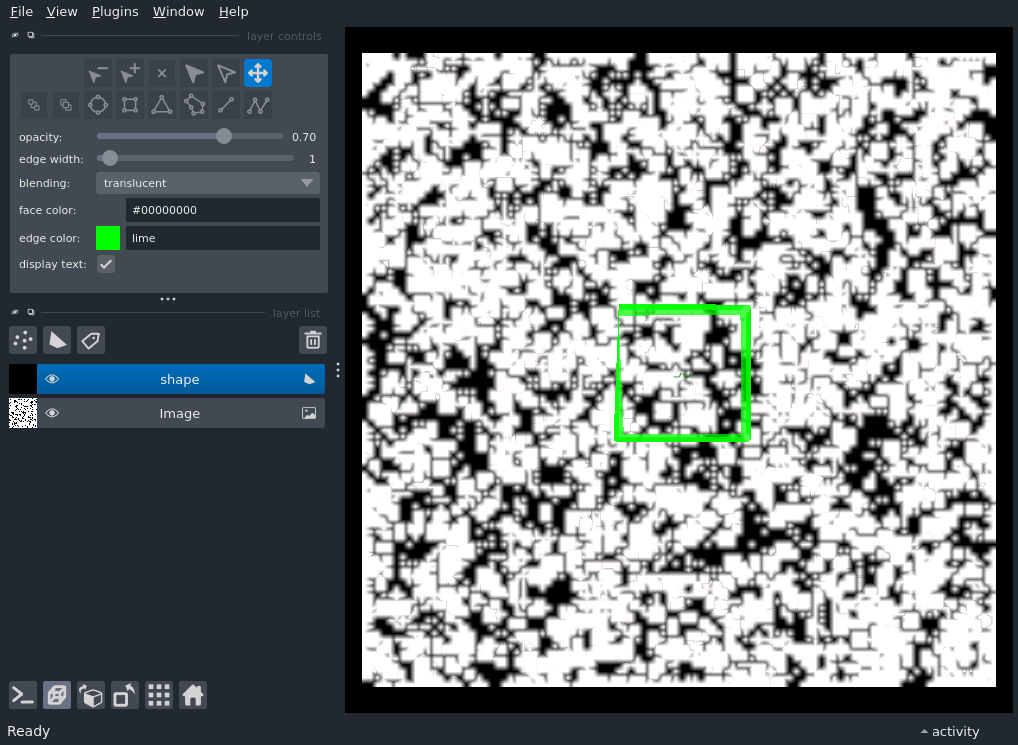 File View Plugins Window Help
layer controls
opacity: 0.70
edge width: 1
blending: translucent
face color: #00000000
edge color: lime
display text:
layer list
shape
Image
Ready
activity